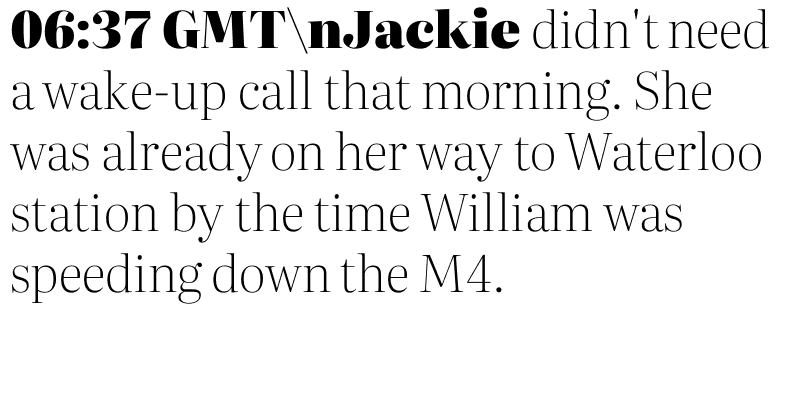 06:37 GMT\nJackie didn't need
a wake-up call that morning. She
was already on her way to Waterloo
station by the time William was
speeding down the M4.